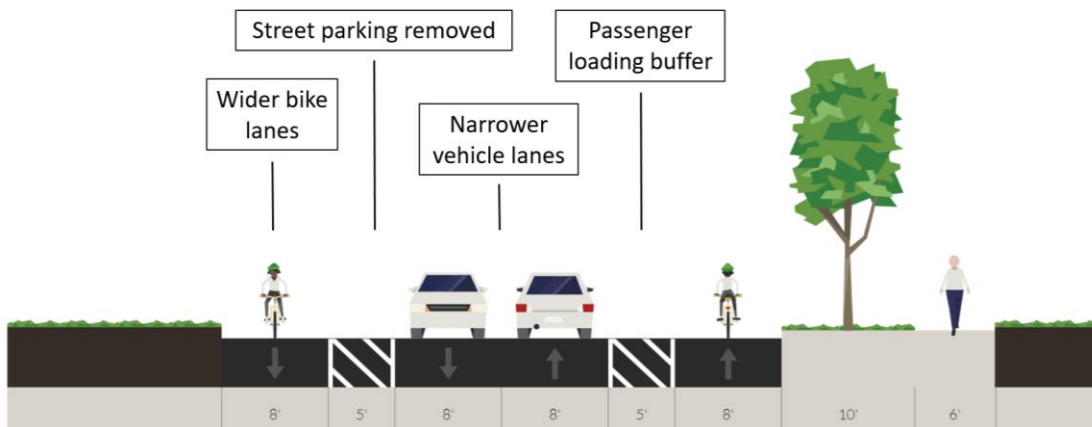 Street parking removed
Passenger
loading buffer
Wider bike
lanes
Narrower
vehicle lanes
8'
5'
8'
8'
5'
8'
10'
6'